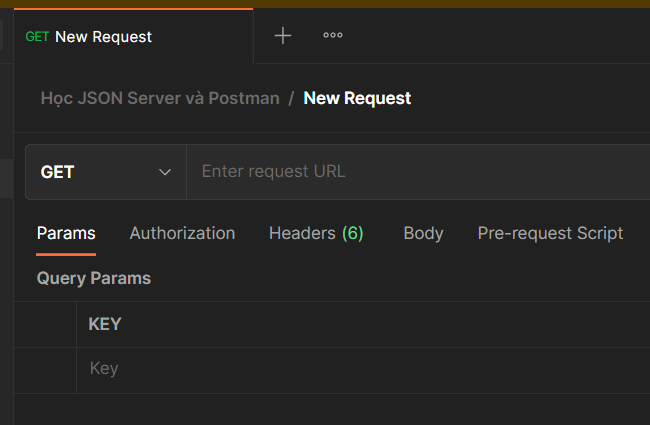 GET New Request
Học JSON Server và Postman / New Request
GET Enter request URL
Params Authorization Headers (6) Body Pre-request Script
Query Params
KEY
Key